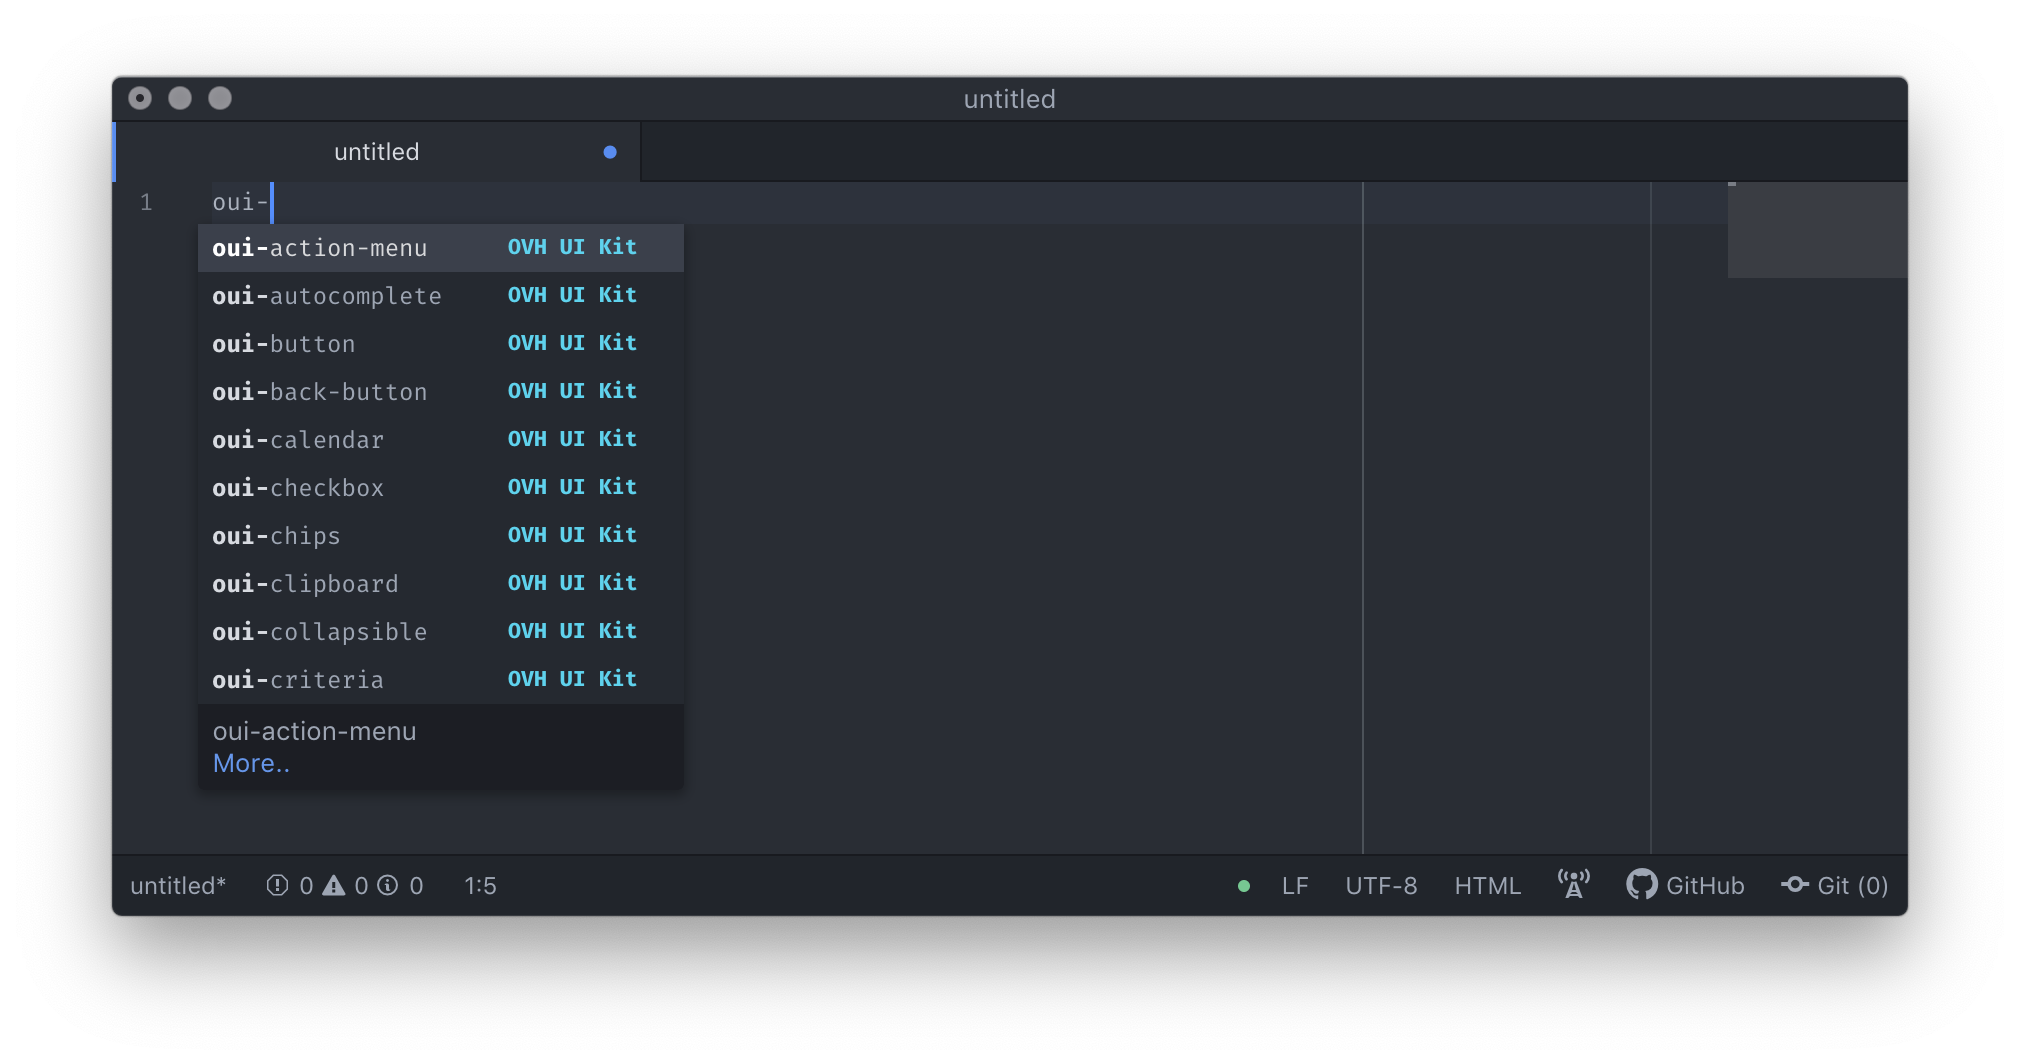 untitled
untitled
1 oui-
oui-action-menu OVH UI Kit
oui-autocomplete OVH UI Kit
oui-button OVH UI Kit
oui-back-button OVH UI Kit
oui-calendar OVH UI Kit
oui-checkbox OVH UI Kit
oui-chips OVH UI Kit
oui-clipboard OVH UI Kit
oui-collapsible OVH UI Kit
oui-criteria OVH UI Kit
oui-action-menu
More..
untitled* 0 0 0 1:5 LF UTF-8 HTML GitHub Git (0)